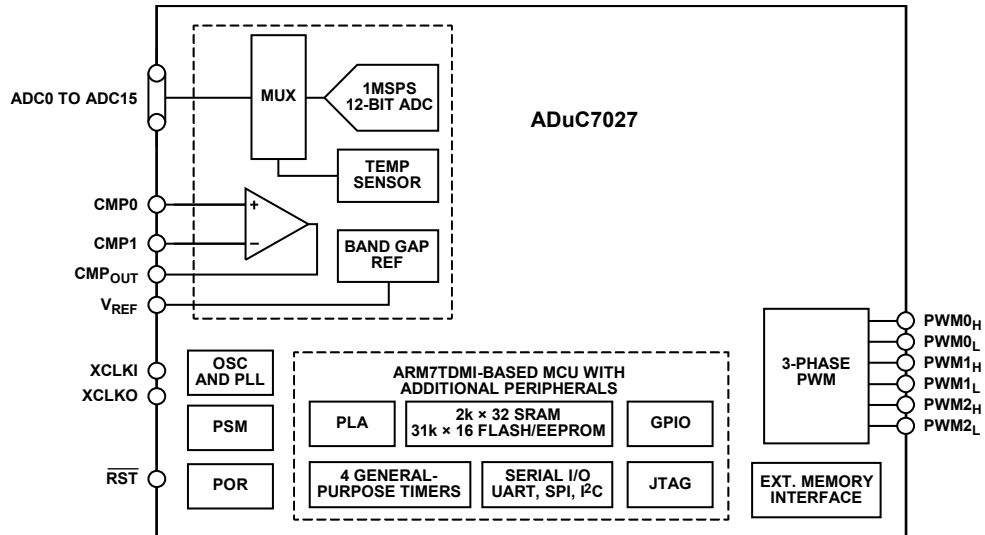 ADuC7027
ADC0 TO ADC15
MUX
1MSPS
12-BIT ADC
TEMP
SENSOR
CMP0
+
CMP1
−
CMPOUT
BAND GAP
REF
VREF
XCLKI
XCLKO
OSC
AND PLL
PSM
RST
POR
ARM7TDMI-BASED MCU WITH
ADDITIONAL PERIPHERALS
PLA
2k × 32 SRAM
31k × 16 FLASH/EEPROM
GPIO
4 GENERAL-
PURPOSE TIMERS
SERIAL I/O
UART, SPI, I2C
JTAG
3-PHASE
PWM
PWM0H
PWM0L
PWM1H
PWM1L
PWM2H
PWM2L
EXT. MEMORY
INTERFACE